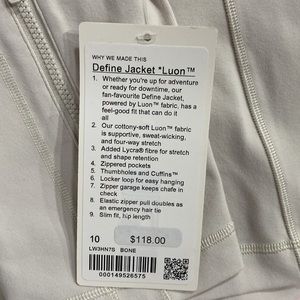 WHY WE MADE THIS
Define Jacket *Luon™
1. Whether you're up for adventure
or ready for downtime, our
fan-favourite Define Jacket,
powered by Luon™ fabric, has a
feel-good fit that can do it
all
2. Our cottony-soft Luon™ fabric
is supportive, sweat-wicking,
and four-way stretch
3. Added Lycra® fibre for stretch
and shape retention
4. Zippered pockets
5. Thumbholes and Cuffins™
6. Locker loop for easy hanging
7. Zipper garage keeps chafe in
check
8. Elastic zipper pull doubles as
an emergency hair tie
9. Slim fit, hip length
10 $118.00
LW3HN7S BONE
000149526575